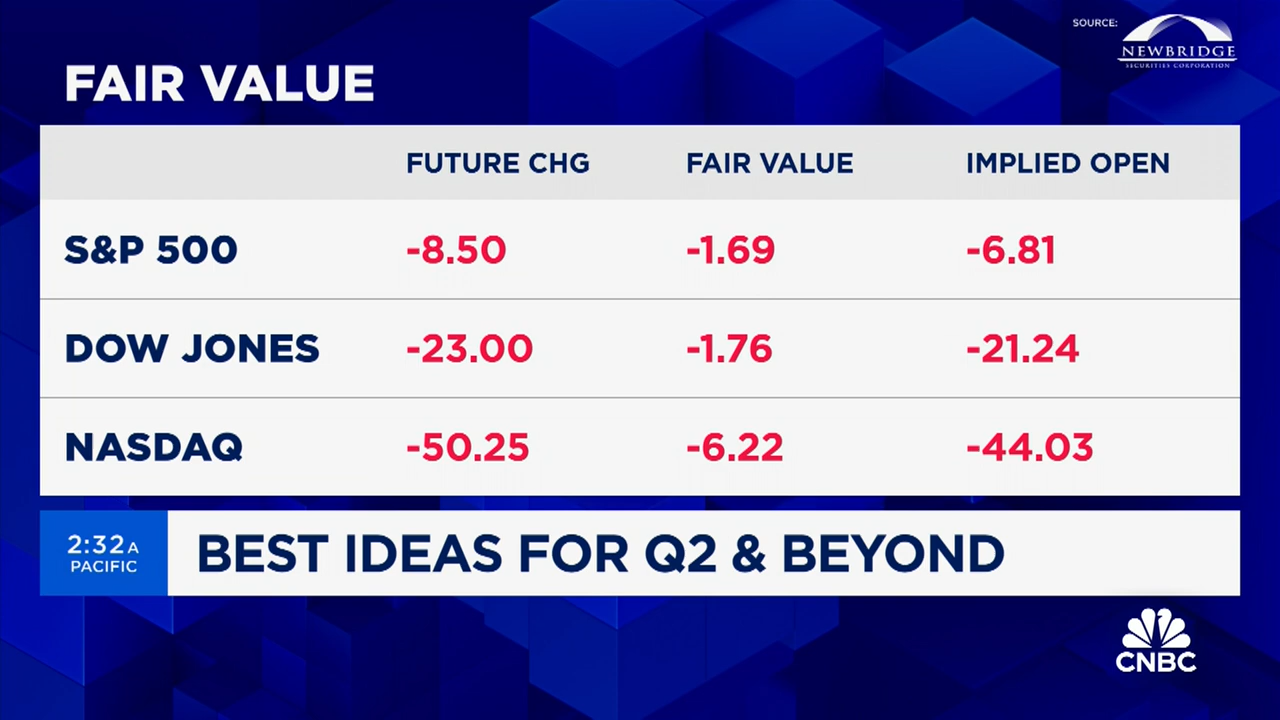 SOURCE:
NEWBRIDGE
SECURITIES CORPORATION
FAIR VALUE
FUTURE CHG FAIR VALUE IMPLIED OPEN
S&P 500 -8.50 -1.69 -6.81
DOW JONES -23.00 -1.76 -21.24
NASDAQ -50.25 -6.22 -44.03
2:32A
PACIFIC
BEST IDEAS FOR Q2 & BEYOND
CNBC